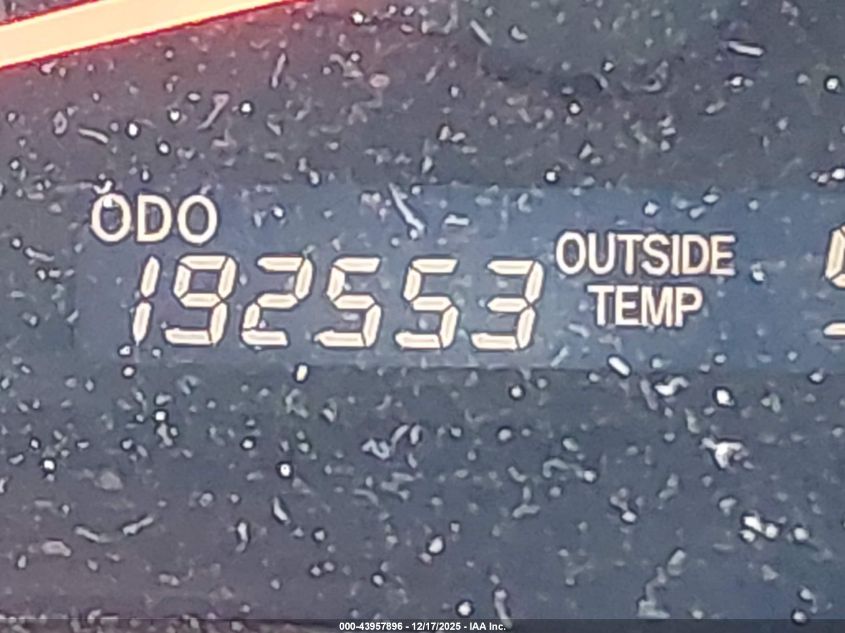 ODO
192553
OUTSIDE
TEMP
000-43957896 - 12/17/2025 - IAA Inc.